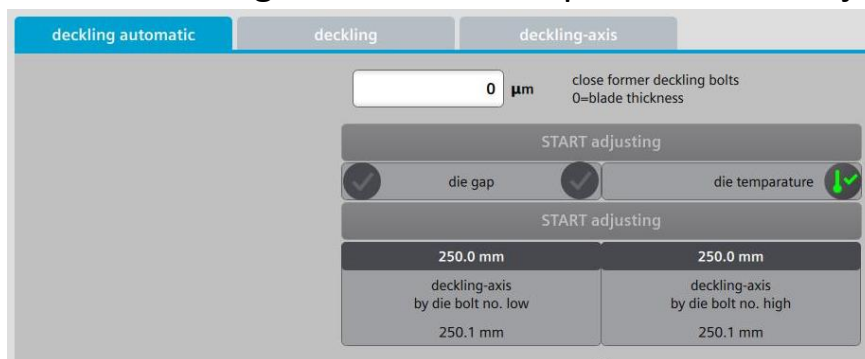 deckling automatic
deckling
deckling-axis
0 µm
close former deckling bolts
0=blade thickness
START adjusting
die gap
die temparature
START adjusting
250.0 mm
250.0 mm
deckling-axis
by die bolt no. low
250.1 mm
deckling-axis
by die bolt no. high
250.1 mm